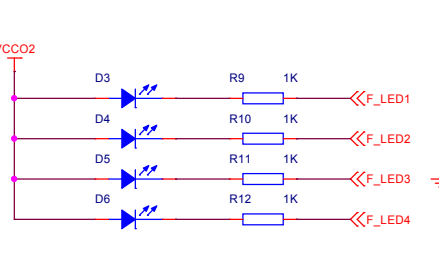 VCCO2
D3 R9 1K
F_LED1
D4 R10 1K
F_LED2
D5 R11 1K
F_LED3
D6 R12 1K
F_LED4